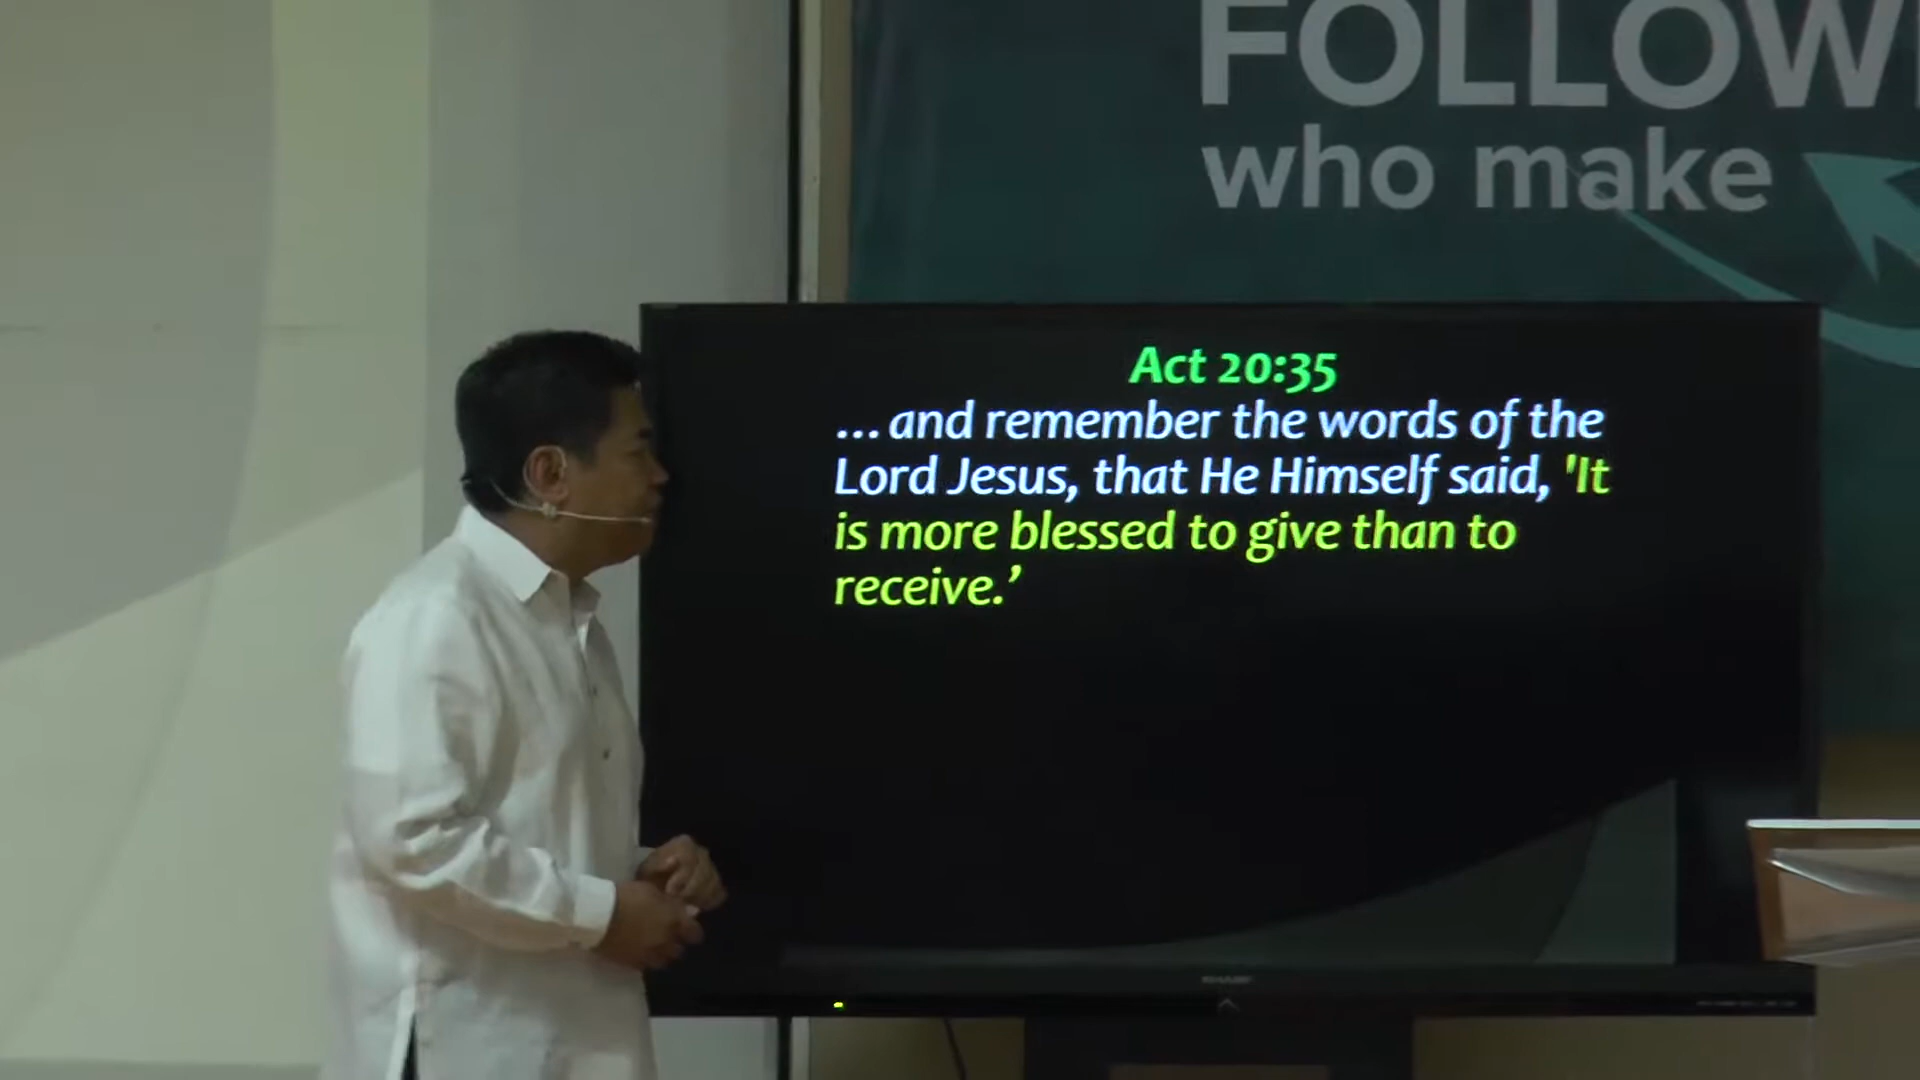 FOLLOW
who make
Act 20:35
...and remember the words of the
Lord Jesus, that He Himself said, 'It
is more blessed to give than to
receive.’
SHARP